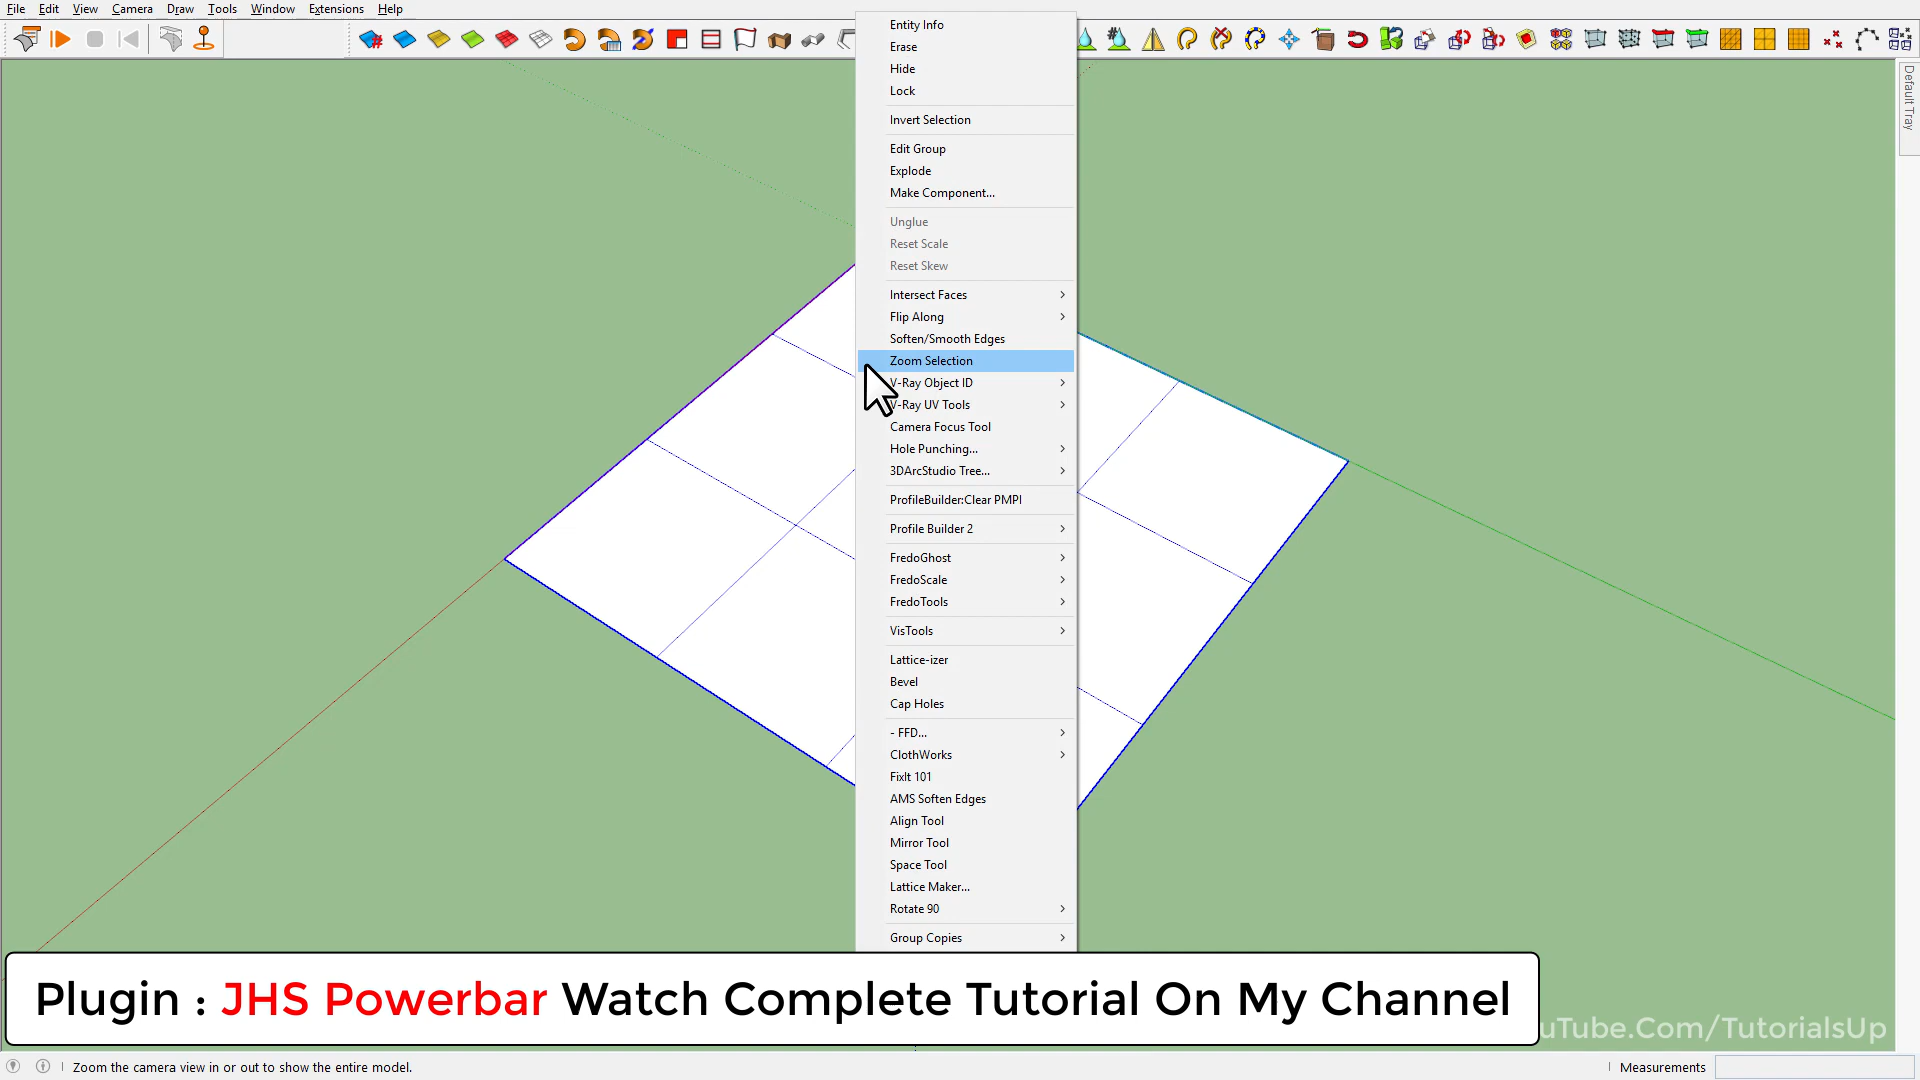 File Edit View Camera Draw Tools Window Extensions Help
Default Tray
Entity Info
Erase
Hide
Lock
Invert Selection
Edit Group
Explode
Make Component...
Unglue
Reset Scale
Reset Skew
Intersect Faces
Flip Along
Soften/Smooth Edges
Zoom Selection
V-Ray Object ID
V-Ray UV Tools
Camera Focus Tool
Hole Punching...
3DArcStudio Tree...
ProfileBuilder:Clear PMPI
Profile Builder 2
FredoGhost
FredoScale
FredoTools
VisTools
Lattice-izer
Bevel
Cap Holes
- FFD...
ClothWorks
FixIt 101
AMS Soften Edges
Align Tool
Mirror Tool
Space Tool
Lattice Maker...
Rotate 90
Group Copies
Plugin : JHS Powerbar Watch Complete Tutorial On My Channel
uTube.Com/TutorialsUp
Zoom the camera view in or out to show the entire model.
Measurements